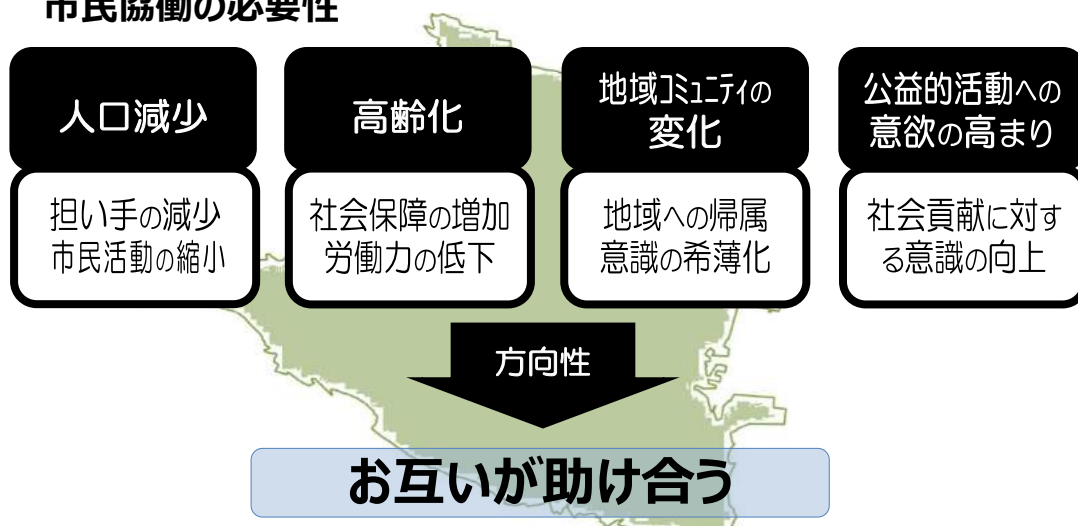 市民協働の必要性
人口減少
担い手の減少
市民活動の縮小
高齢化
社会保障の増加
労働力の低下
地域コミュニティの
変化
地域への帰属
意識の希薄化
公益的活動への
意欲の高まり
社会貢献に対す
る意識の向上
方向性
お互いが助け合う